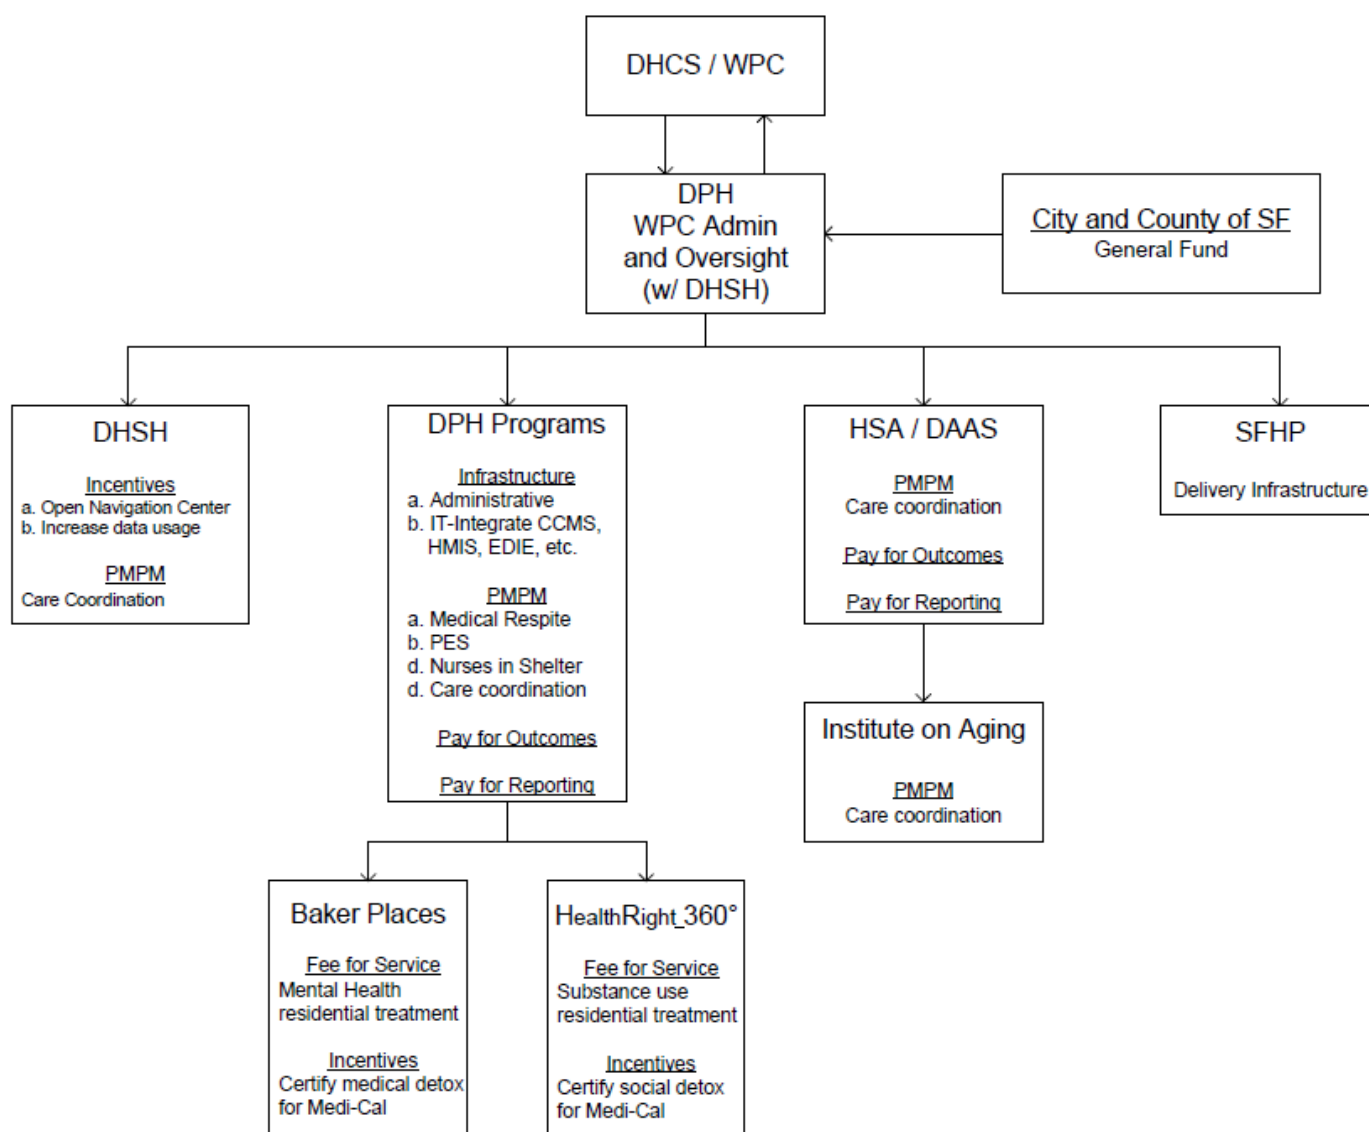 DHCS / WPC
DPH
WPC Admin
and Oversight
(w/ DHSH)
City and County of SF
General Fund
DHSH
Incentives
a. Open Navigation Center
b. Increase data usage
PMPM
Care Coordination
DPH Programs
Infrastructure
a. Administrative
b. IT-Integrate CCMS,
HMIS, EDIE, etc.
PMPM
a. Medical Respite
b. PES
d. Nurses in Shelter
d. Care coordination
Pay for Outcomes
Pay for Reporting
HSA / DAAS
PMPM
Care coordination
Pay for Outcomes
Pay for Reporting
SFHP
Delivery Infrastructure
Institute on Aging
PMPM
Care coordination
Baker Places
Fee for Service
Mental Health
residential treatment
Incentives
Certify medical detox
for Medi-Cal
HealthRight_360°
Fee for Service
Substance use
residential treatment
Incentives
Certify social detox
for Medi-Cal